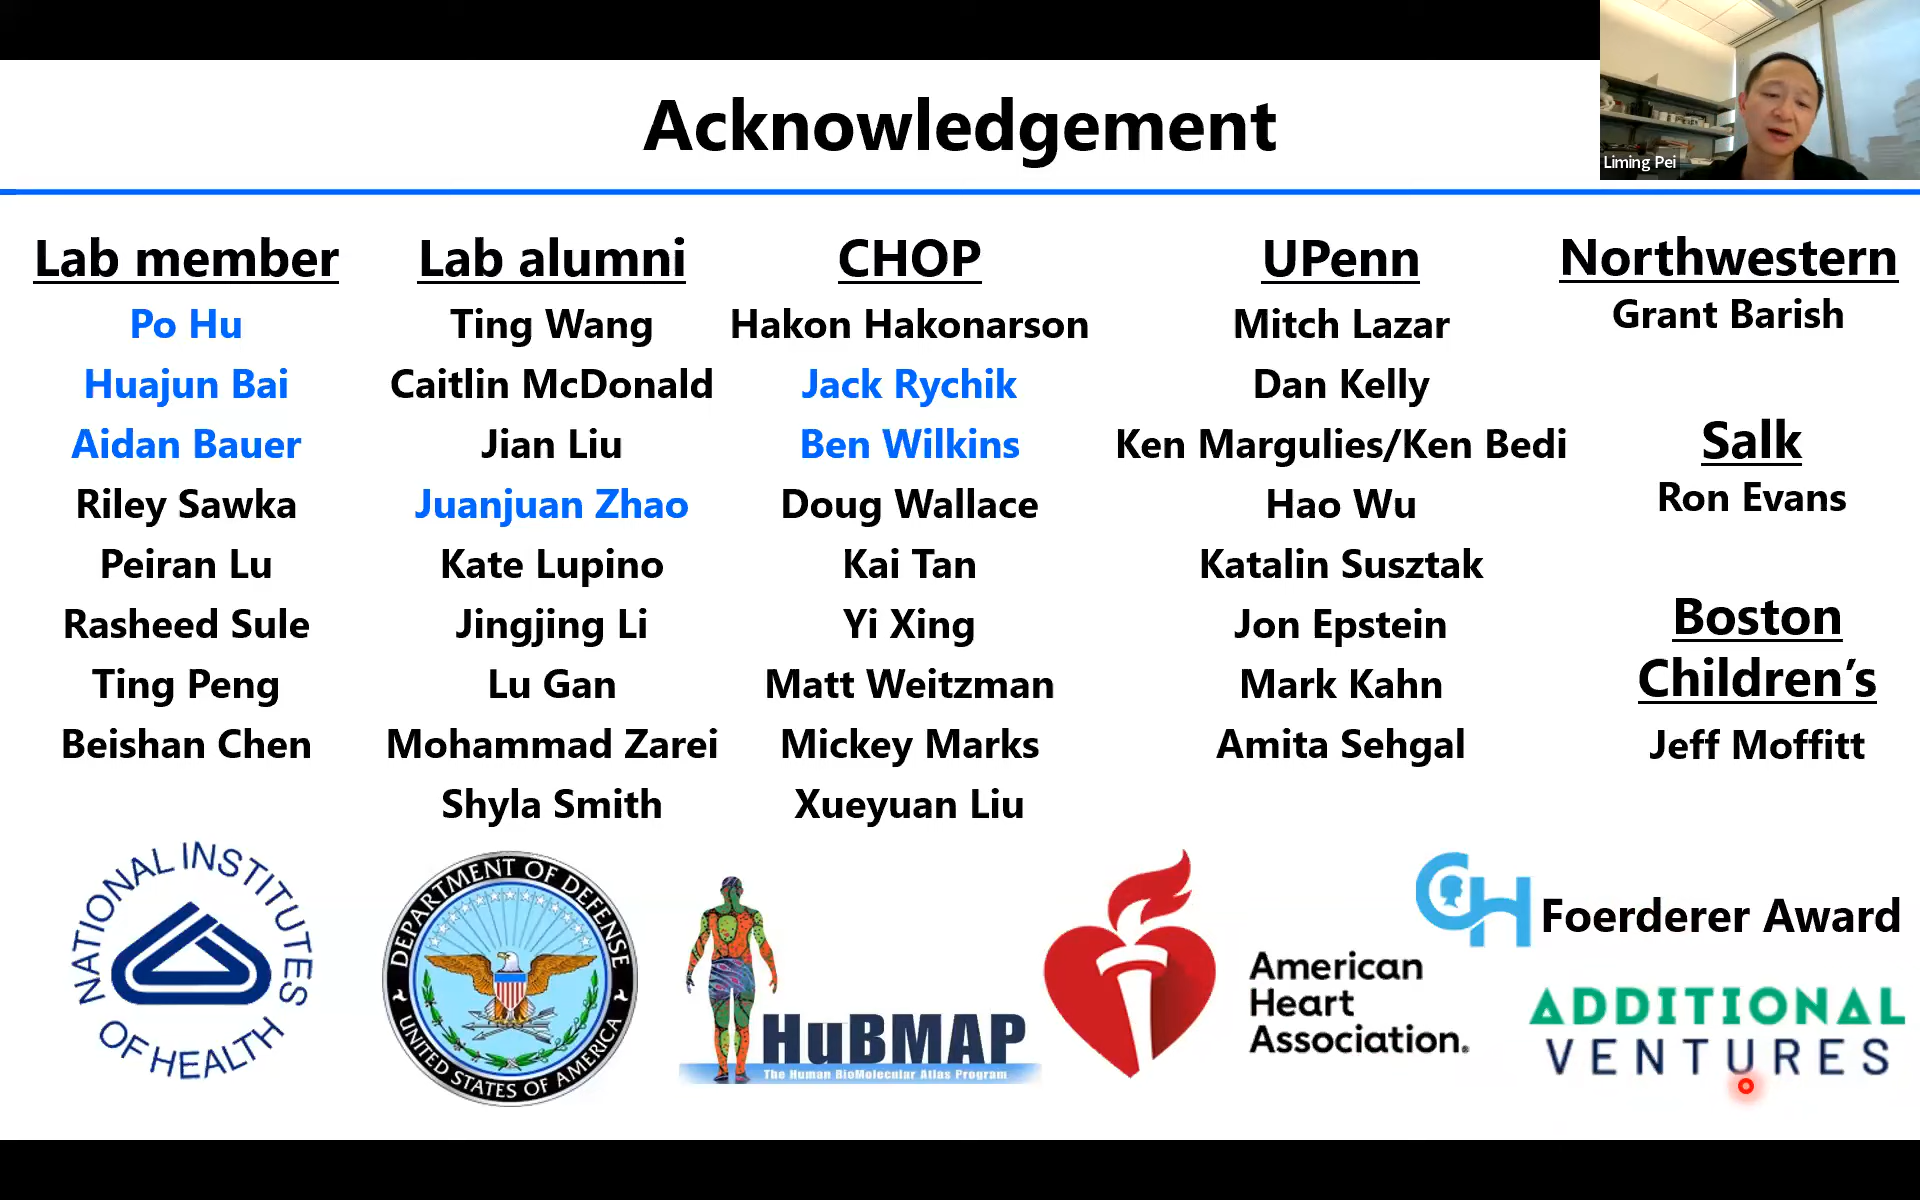 Acknowledgement
Liming Pei
Lab member
Po Hu
Huajun Bai
Aidan Bauer
Riley Sawka
Peiran Lu
Rasheed Sule
Ting Peng
Beishan Chen
Lab alumni
Ting Wang
Caitlin McDonald
Jian Liu
Juanjuan Zhao
Kate Lupino
Jingjing Li
Lu Gan
Mohammad Zarei
Shyla Smith
CHOP
Hakon Hakonarson
Jack Rychik
Ben Wilkins
Doug Wallace
Kai Tan
Yi Xing
Matt Weitzman
Mickey Marks
Xueyuan Liu
UPenn
Mitch Lazar
Dan Kelly
Ken Margulies/Ken Bedi
Hao Wu
Katalin Susztak
Jon Epstein
Mark Kahn
Amita Sehgal
Northwestern
Grant Barish
Salk
Ron Evans
Boston
Children's
Jeff Moffitt
NATIONAL INSTITUTES
OF HEALTH
DEPARTMENT OF DEFENSE
UNITED STATES OF AMERICA
HuBMAP
The Human BioMolecular Atlas Program
American
Heart
Association®
CH
Foerderer Award
ADDITIONAL
VENTURES